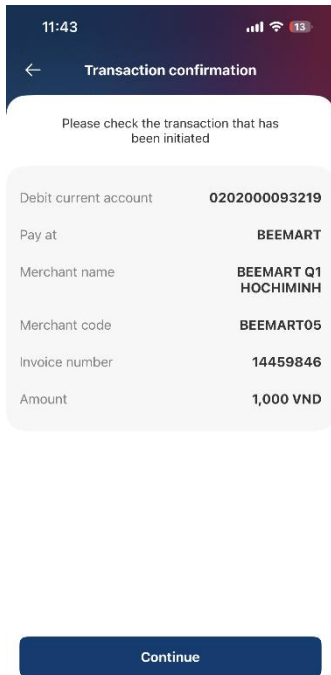 11:43
13
Transaction confirmation
Please check the transaction that has
been initiated
Debit current account 0202000093219
Pay at BEEMART
Merchant name BEEMART Q1
HOCHIMINH
Merchant code BEEMART05
Invoice number 14459846
Amount 1,000 VND
Continue